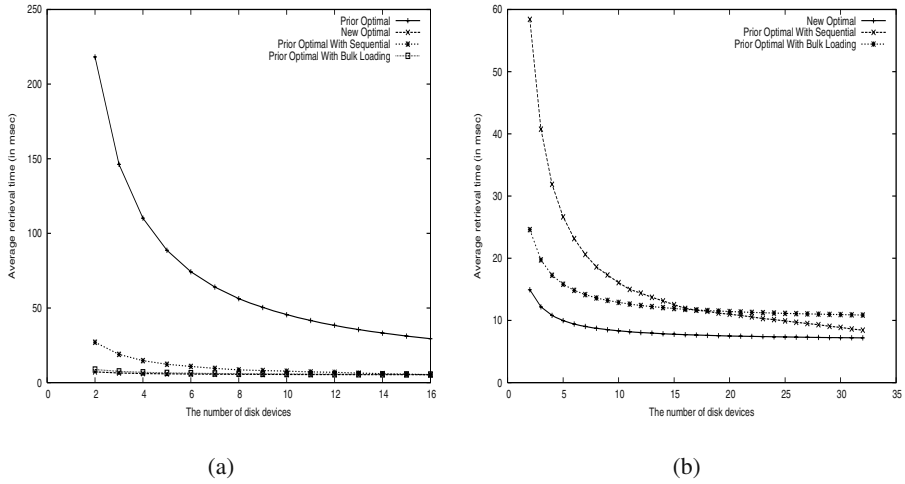 250
200
150
100
50
0
Average retrieval time (in msec)
0 2 4 6 8 10 12 14 16
The number of disk devices
Prior Optimal
New Optimal
Prior Optimal With Sequential
Prior Optimal With Bulk Loading
(a)
60
50
40
30
20
10
0
Average retrieval time (in msec)
0 5 10 15 20 25 30 35
The number of disk devices
New Optimal
Prior Optimal With Sequential
Prior Optimal With Bulk Loading
(b)